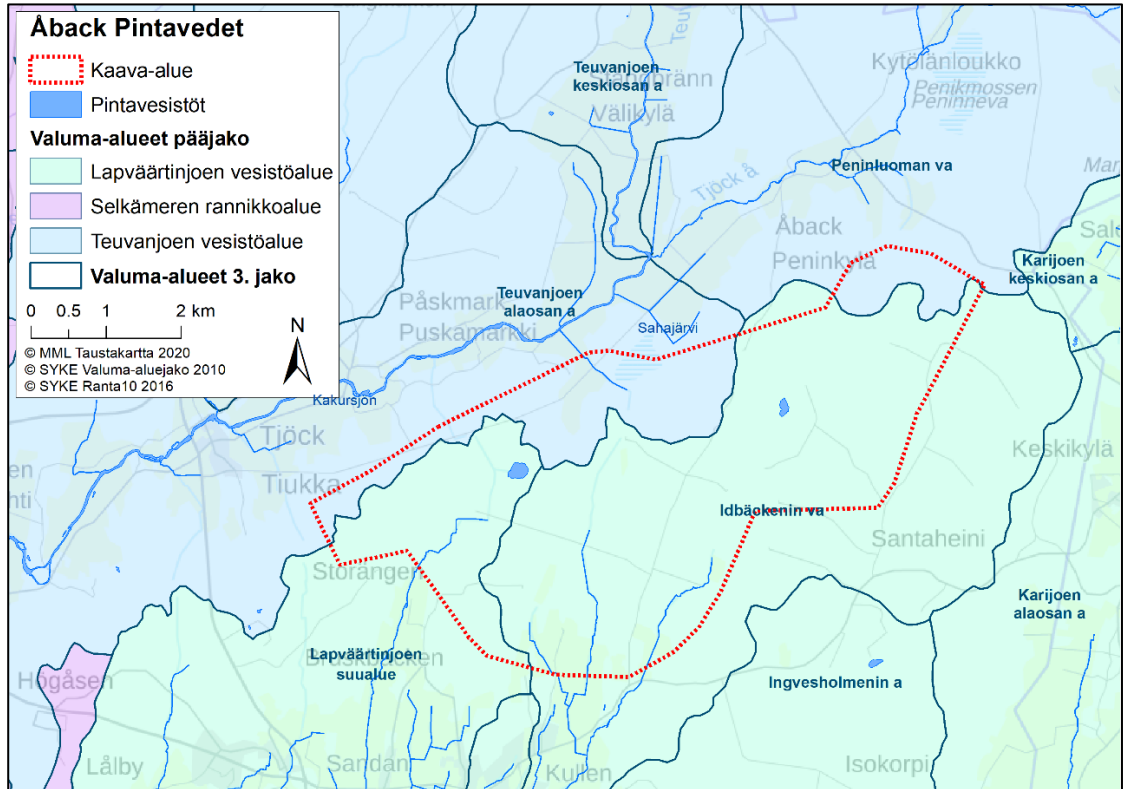 Åback Pintavedet
Kaava-alue
Pintavesistöt
Valuma-alueet pääjako
Lapväärtinjoen vesistöalue
Selkämeren rannikkoalue
Teuvanjoen vesistöalue
Valuma-alueet 3. jako
0 0.5 1 2 km
N
© MML Taustakartta 2020
© SYKE Valuma-aluejako 2010
© SYKE Ranta10 2016
Teuvanjoen
keskiosan a
Välikylä
Kytölänloukko
Penikmossen
Peninneva
Peninluoman va
Tjöck å
Åback
Peninkylä
Karijoen
keskiosan a
Påskmark
Puskamarkki
Teuvanjoen
alaosan a
Sahajärvi
Kakursjön
Tjöck
Tiukka
Keskikylä
Idbäckenin va
Santaheini
Storången
Karijoen
alaosan a
Lapväärtinjoen
suualue
Ingvesholmenin a
Högåsen
Lålby
Sandån
Kullen
Isokorpi